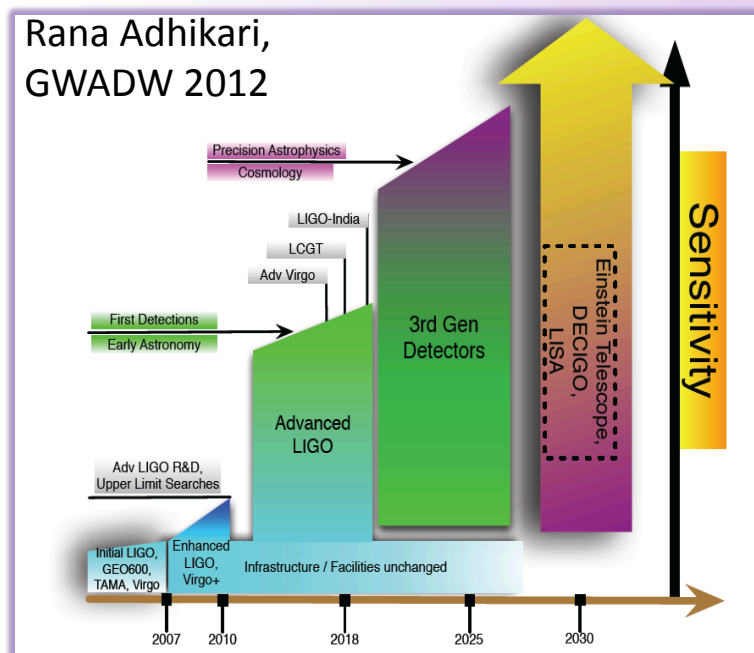 Rana Adhikari,
GWADW 2012
Precision Astrophysics
Cosmology
LIGO-India
LCGT
Adv Virgo
First Detections
Early Astronomy
3rd Gen
Detectors
Einstein Telescope,
DECIGO,
LISA
Sensitivity
Advanced
LIGO
Adv LIGO R&D,
Upper Limit Searches
Initial LIGO,
GEO600,
TAMA, Virgo
Enhanced
LIGO,
Virgo+
Infrastructure / Facilities unchanged
2007
2010
2018
2025
2030